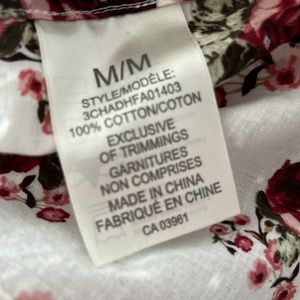 M/M
STYLE/MODÈLE:
3CHADHFA01403
100% COTTON/COTON
EXCLUSIVE
OF TRIMMINGS
GARNITURES
NON COMPRISES
MADE IN CHINA
FABRIQUÉ EN CHINE
CA 03961